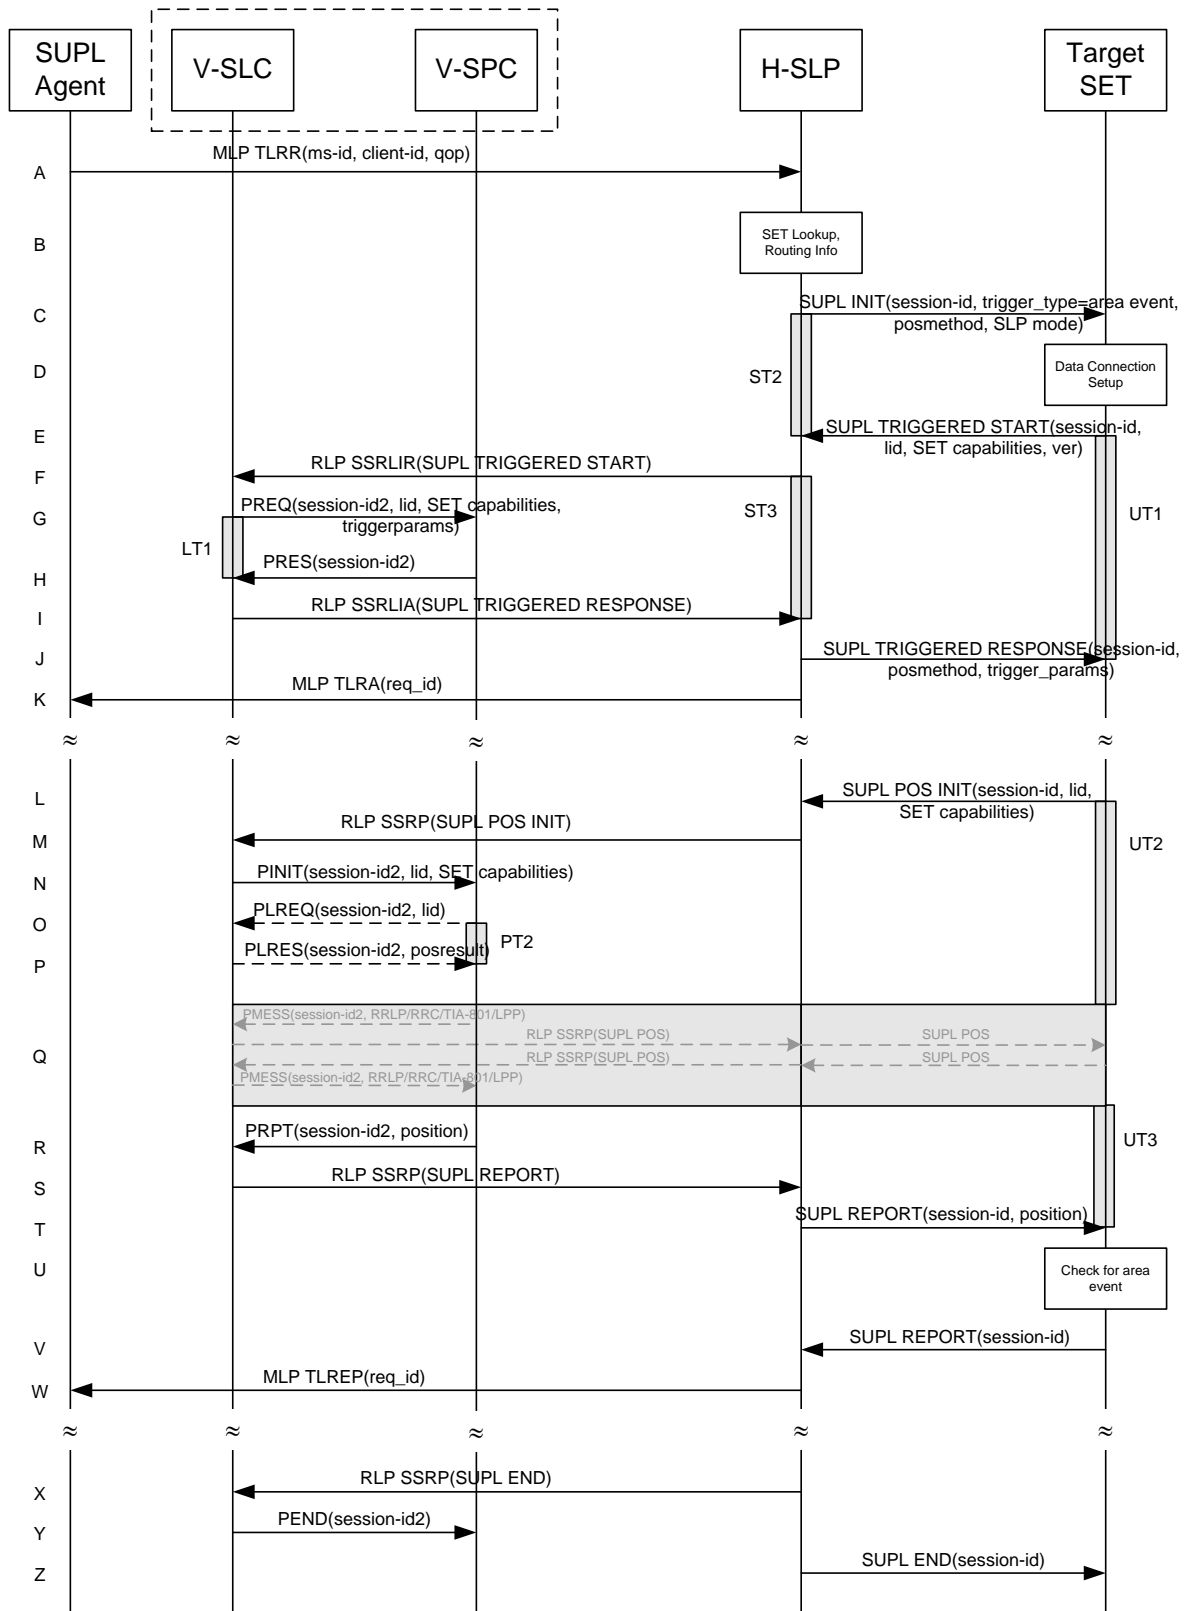 SUPL
Agent
V-SLC
V-SPC
H-SLP
Target
SET
A
MLP TLRR(ms-id, client-id, qop)
B
SET Lookup,
Routing Info
C
SUPL INIT(session-id, trigger_type=area event,
posmethod, SLP mode)
D
ST2
Data Connection
Setup
E
SUPL TRIGGERED START(session-id,
lid, SET capabilities, ver)
F
RLP SSRLIR(SUPL TRIGGERED START)
G
PREQ(session-id2, lid, SET capabilities,
triggerparams)
ST3
UT1
LT1
H
PRES(session-id2)
I
RLP SSRLIA(SUPL TRIGGERED RESPONSE)
J
SUPL TRIGGERED RESPONSE(session-id,
posmethod, trigger_params)
K
MLP TLRA(req_id)
≈ ≈ ≈ ≈ ≈
L
SUPL POS INIT(session-id, lid,
SET capabilities)
M
RLP SSRP(SUPL POS INIT)
UT2
N
PINIT(session-id2, lid, SET capabilities)
O
PLREQ(session-id2, lid)
PT2
P
PLRES(session-id2, posresult)
PMESS(session-id2, RRLP/RRC/TIA-801/LPP)
RLP SSRP(SUPL POS)
SUPL POS
Q
RLP SSRP(SUPL POS)
SUPL POS
PMESS(session-id2, RRLP/RRC/TIA-801/LPP)
R
PRPT(session-id2, position)
UT3
S
RLP SSRP(SUPL REPORT)
T
SUPL REPORT(session-id, position)
U
Check for area
event
V
SUPL REPORT(session-id)
W
MLP TLREP(req_id)
≈ ≈ ≈ ≈ ≈
X
RLP SSRP(SUPL END)
Y
PEND(session-id2)
Z
SUPL END(session-id)